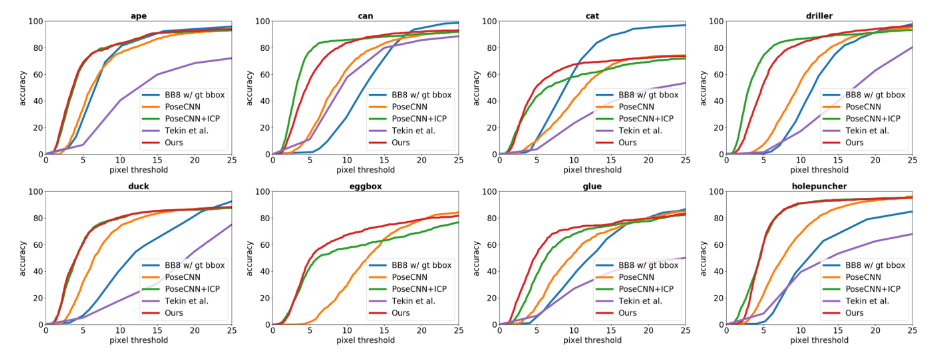 ape can cat driller
100 100 100 100
80 80 80 80
60 60 60 60
40 40 40 40
20 20 20 20
0 0 0 0
accuracy accuracy accuracy accuracy
BB8 w/ gt bbox BB8 w/ gt bbox BB8 w/ gt bbox BB8 w/ gt bbox
PoseCNN PoseCNN PoseCNN PoseCNN
PoseCNN+ICP PoseCNN+ICP PoseCNN+ICP PoseCNN+ICP
Tekin et al. Tekin et al. Tekin et al. Tekin et al.
Ours Ours Ours Ours
0 5 10 15 20 25 0 5 10 15 20 25 0 5 10 15 20 25 0 5 10 15 20 25
pixel threshold pixel threshold pixel threshold pixel threshold
duck eggbox glue holepuncher
100 100 100 100
80 80 80 80
60 60 60 60
40 40 40 40
20 20 20 20
0 0 0 0
accuracy accuracy accuracy accuracy
BB8 w/ gt bbox BB8 w/ gt bbox BB8 w/ gt bbox BB8 w/ gt bbox
PoseCNN PoseCNN PoseCNN PoseCNN
PoseCNN+ICP PoseCNN+ICP PoseCNN+ICP PoseCNN+ICP
Tekin et al. Tekin et al. Tekin et al. Tekin et al.
Ours Ours Ours Ours
0 5 10 15 20 25 0 5 10 15 20 25 0 5 10 15 20 25 0 5 10 15 20 25
pixel threshold pixel threshold pixel threshold pixel threshold